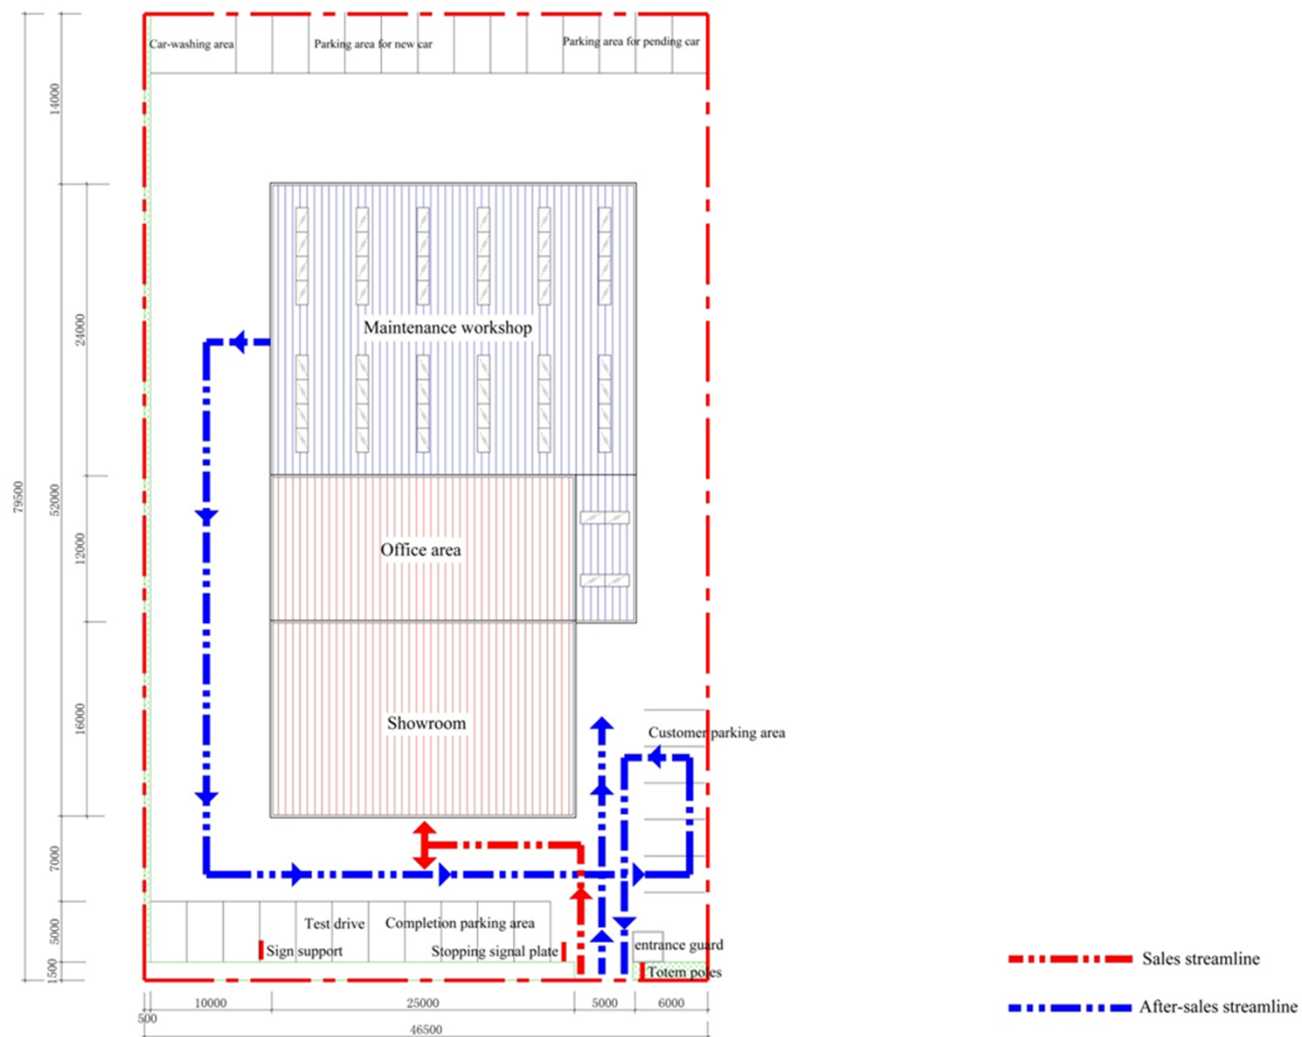 Car-washing area
Parking area for new car
Parking area for pending car
14000
79500
52000
24000
12000
16000
7000
5000
1500
Maintenance workshop
Office area
Showroom
Customer parking area
Test drive
Completion parking area
Sign support
Stopping signal plate
entrance guard
Totem poles
500
10000
25000
5000
6000
46500
Sales streamline
After-sales streamline